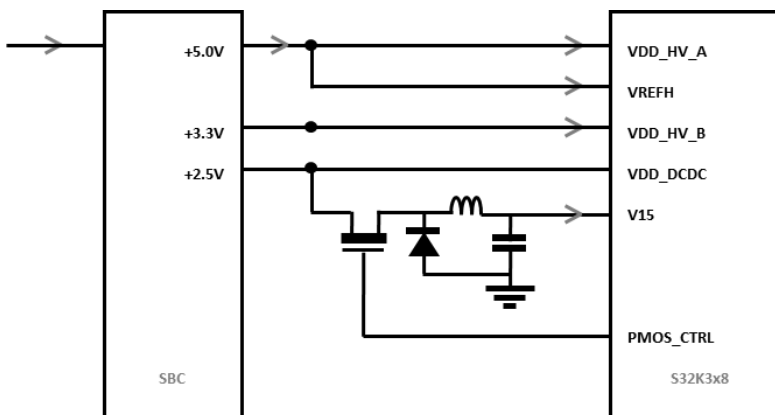 +5.0V
VDD_HV_A
VREFH
+3.3V
VDD_HV_B
+2.5V
VDD_DCDC
V15
PMOS_CTRL
SBC
S32K3x8